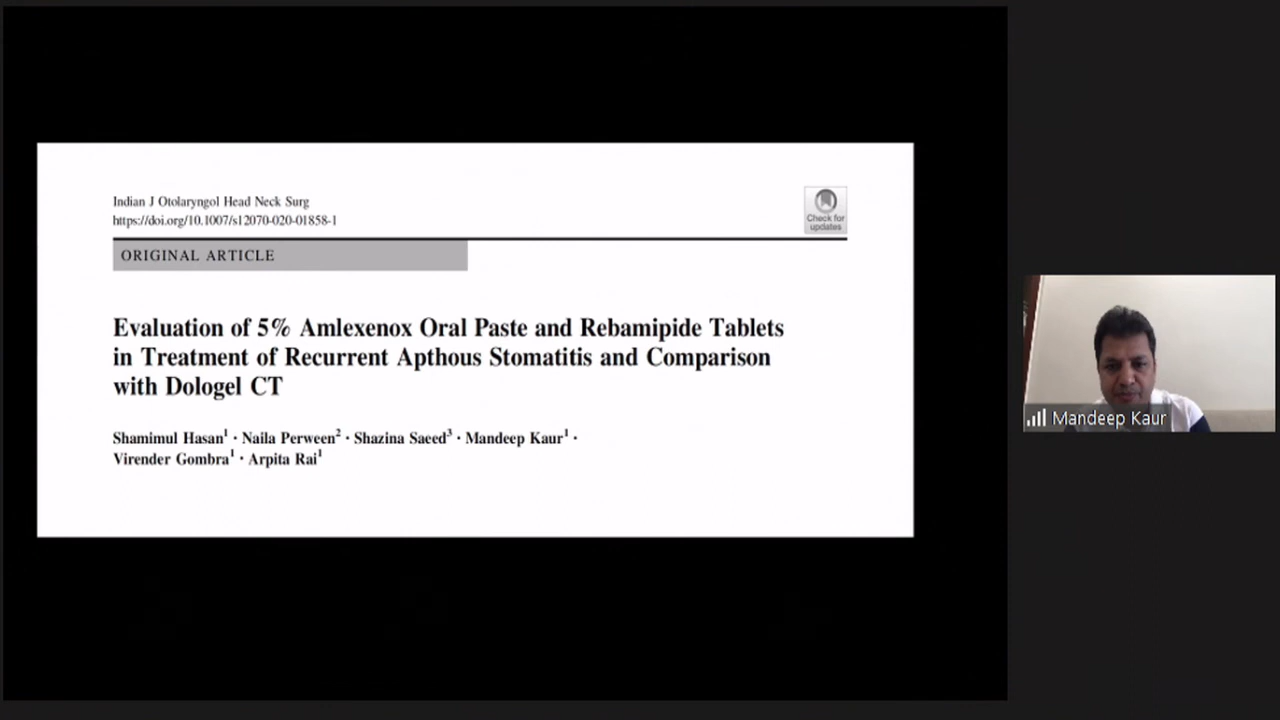 Indian J Otolaryngol Head Neck Surg
https://doi.org/10.1007/s12070-020-01858-1
Check for
updates
ORIGINAL ARTICLE
Evaluation of 5% Amlexenox Oral Paste and Rebamipide Tablets
in Treatment of Recurrent Apthous Stomatitis and Comparison
with Dologel CT
Shamimul Hasan1 · Naila Perween2 · Shazina Saeed3 · Mandeep Kaur1 ·
Virender Gombra1 · Arpita Rai1
Mandeep Kaur